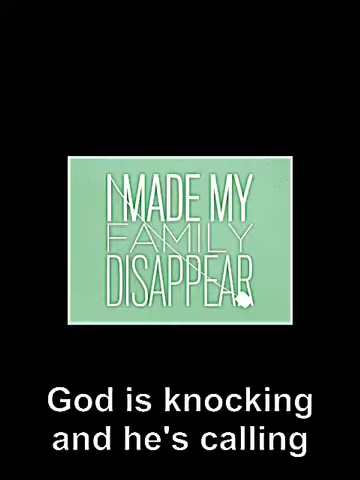 I MADE MY
FAMILY
DISAPPEAR
God is knocking
and he's calling